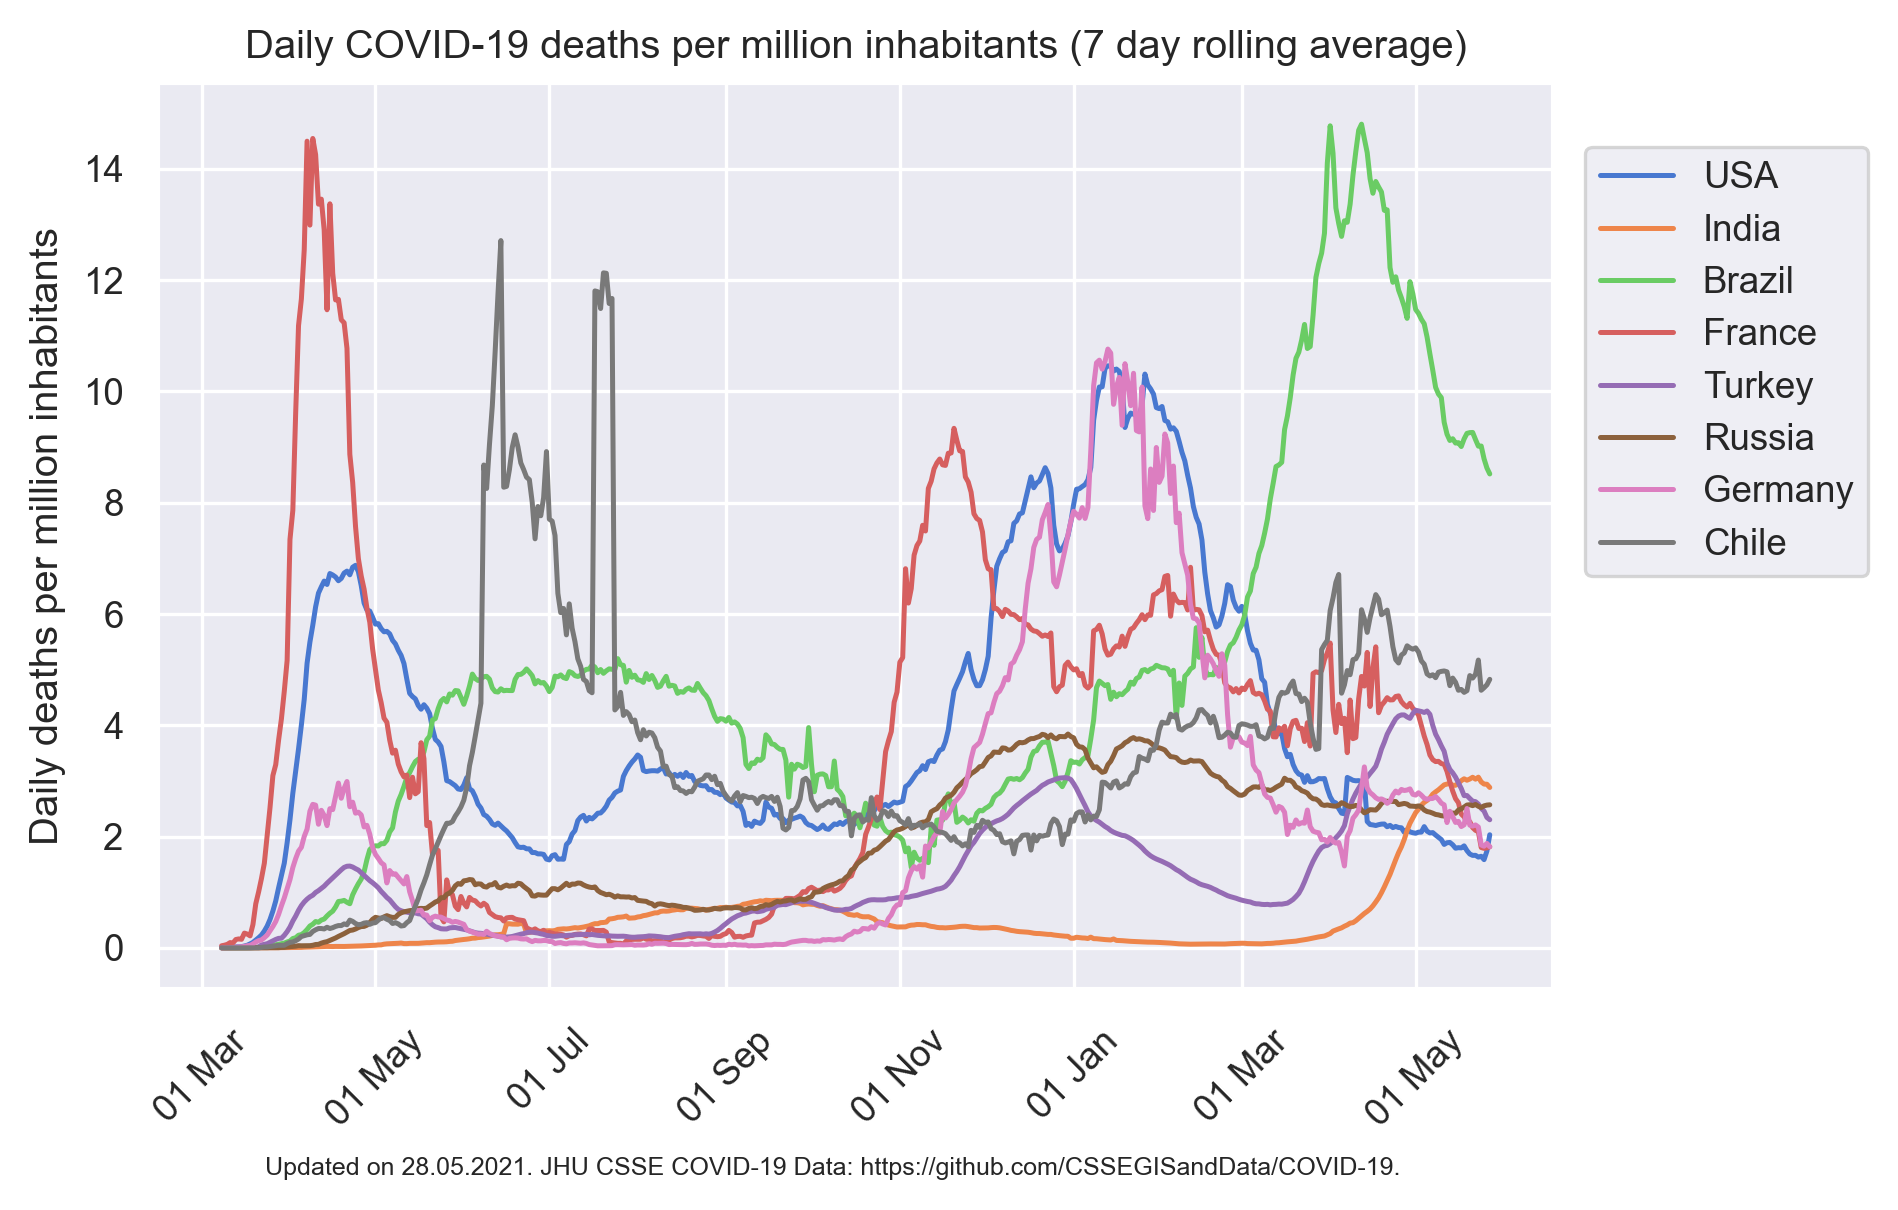 Daily COVID-19 deaths per million inhabitants (7 day rolling average)
Daily deaths per million inhabitants
14
12
10
8
6
4
2
0
01 Mar
01 May
01 Jul
01 Sep
01 Nov
01 Jan
01 Mar
01 May
USA
India
Brazil
France
Turkey
Russia
Germany
Chile
Updated on 28.05.2021. JHU CSSE COVID-19 Data: https://github.com/CSSEGISandData/COVID-19.